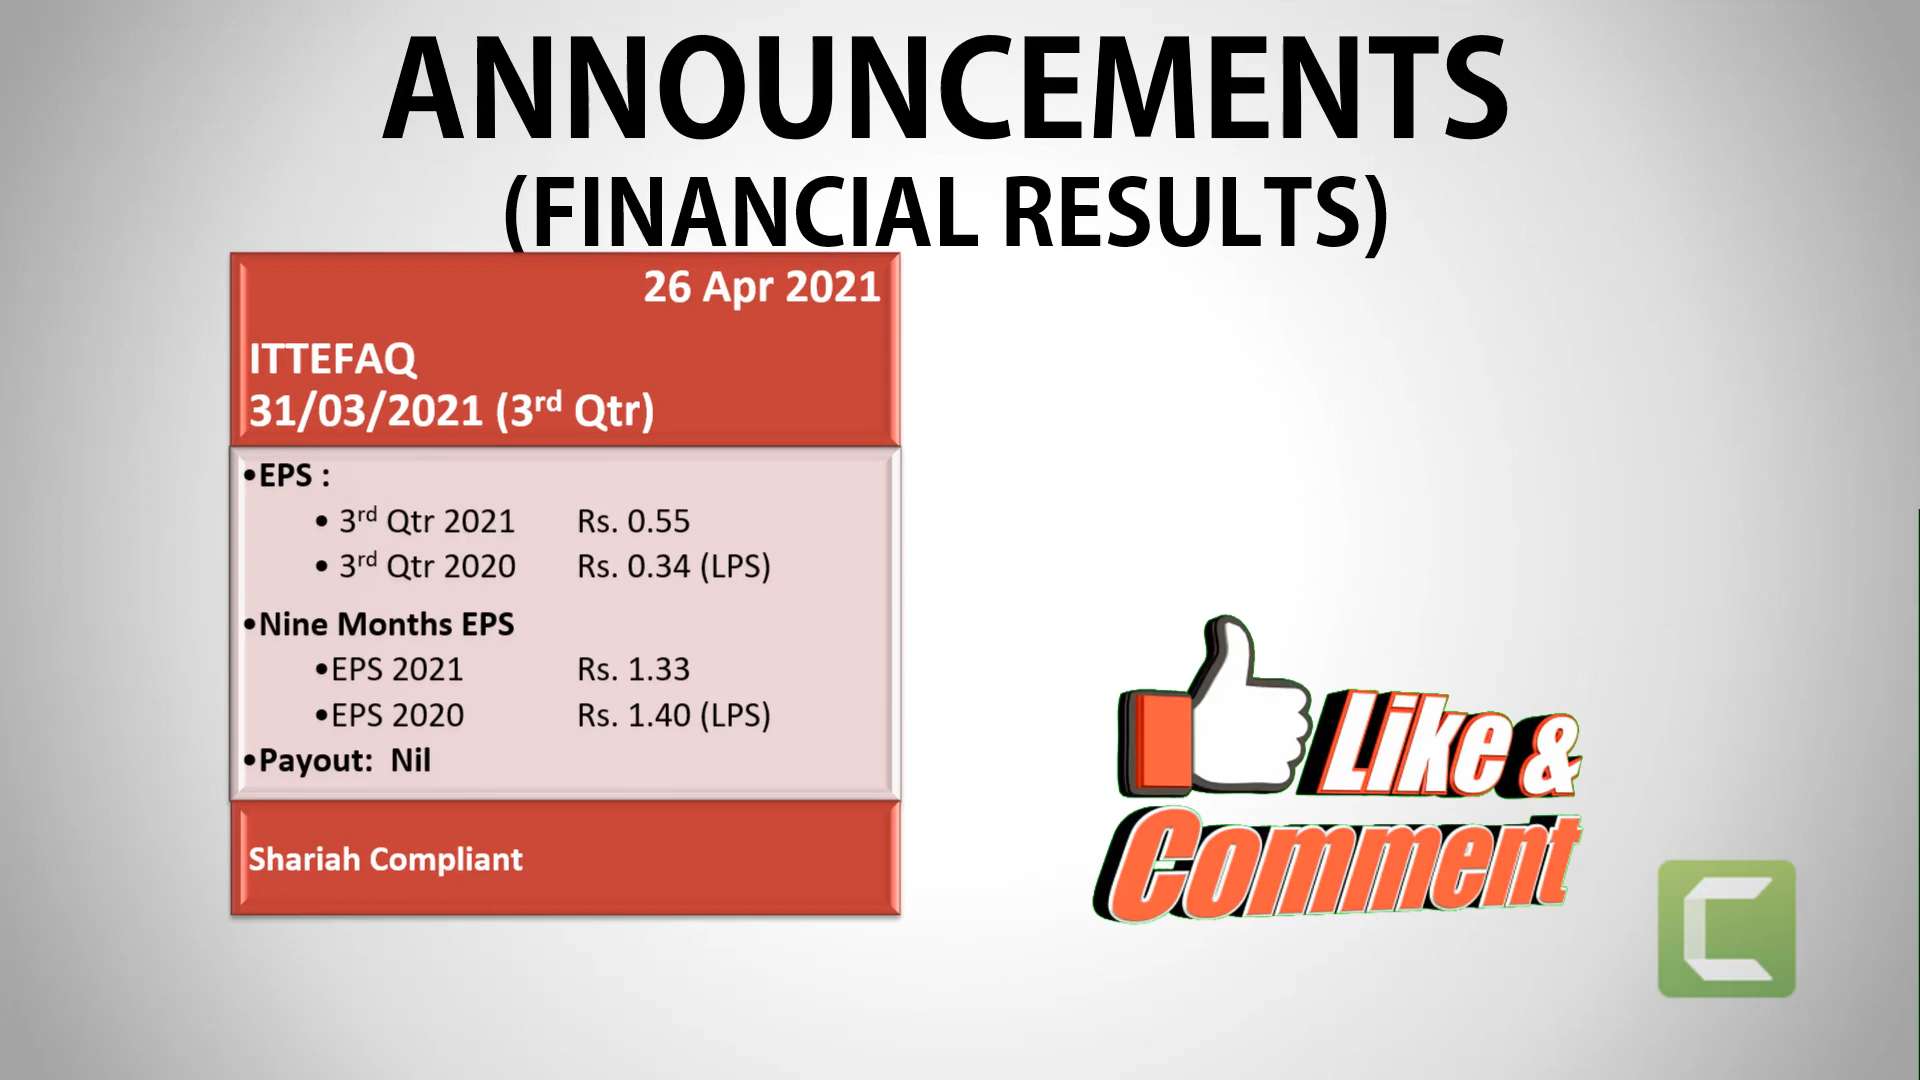 ANNOUNCEMENTS
(FINANCIAL RESULTS)
26 Apr 2021
ITTEFAQ
31/03/2021 (3rd Qtr)
•EPS :
• 3rd Qtr 2021 Rs. 0.55
• 3rd Qtr 2020 Rs. 0.34 (LPS)
•Nine Months EPS
•EPS 2021 Rs. 1.33
•EPS 2020 Rs. 1.40 (LPS)
•Payout: Nil
Shariah Compliant
Like &
Comment
C